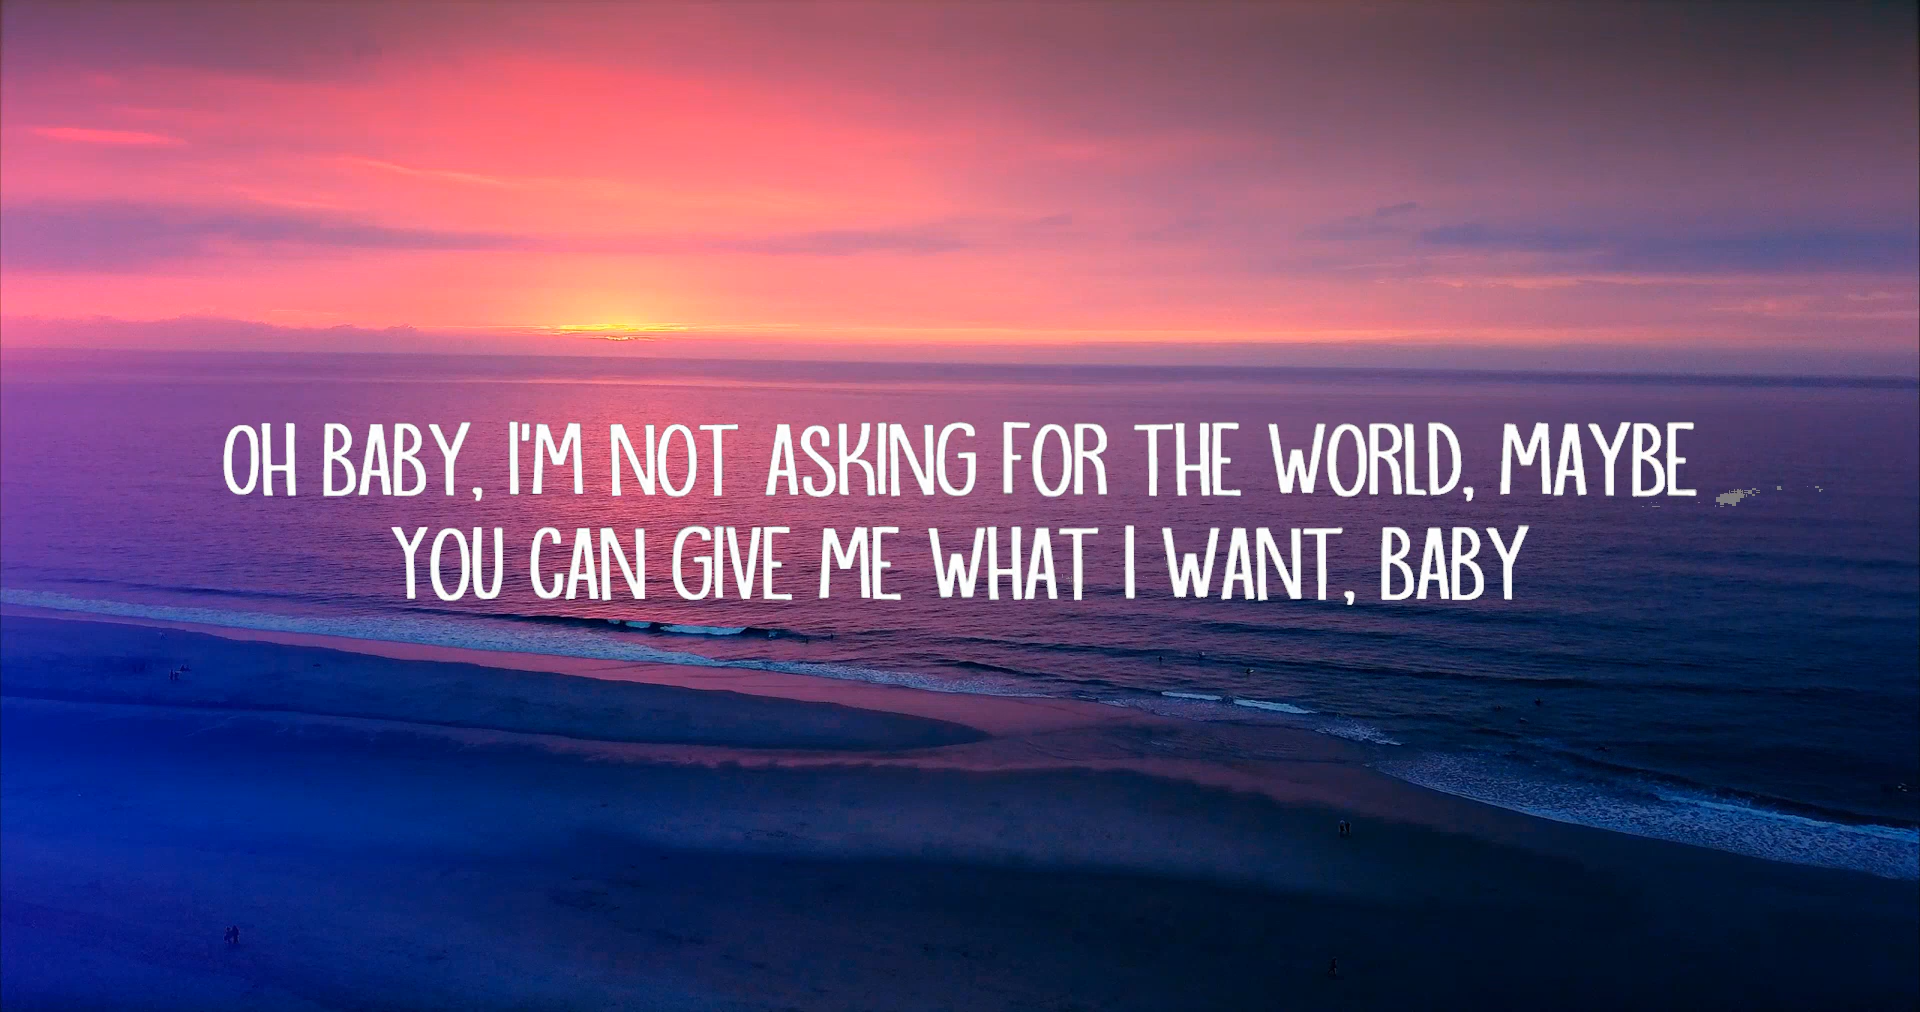 OH BABY, I'M NOT ASKING FOR THE WORLD, MAYBE
YOU CAN GIVE ME WHAT I WANT, BABY